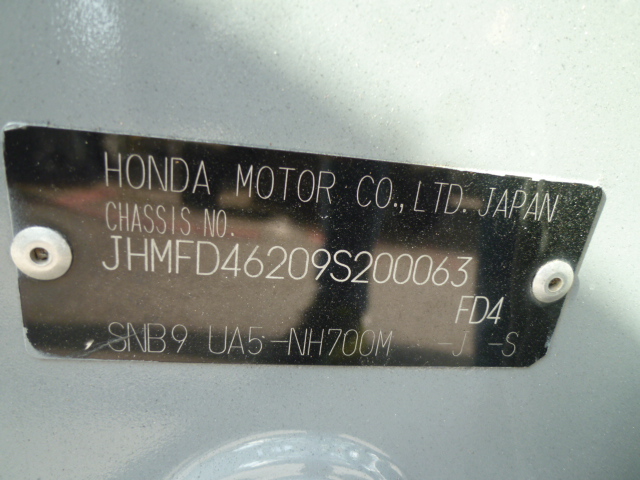 HONDA MOTOR CO.,LTD. JAPAN
CHASSIS NO.
JHMFD46209S200063
FD4
SNB9 UA5-NH700M -J -S